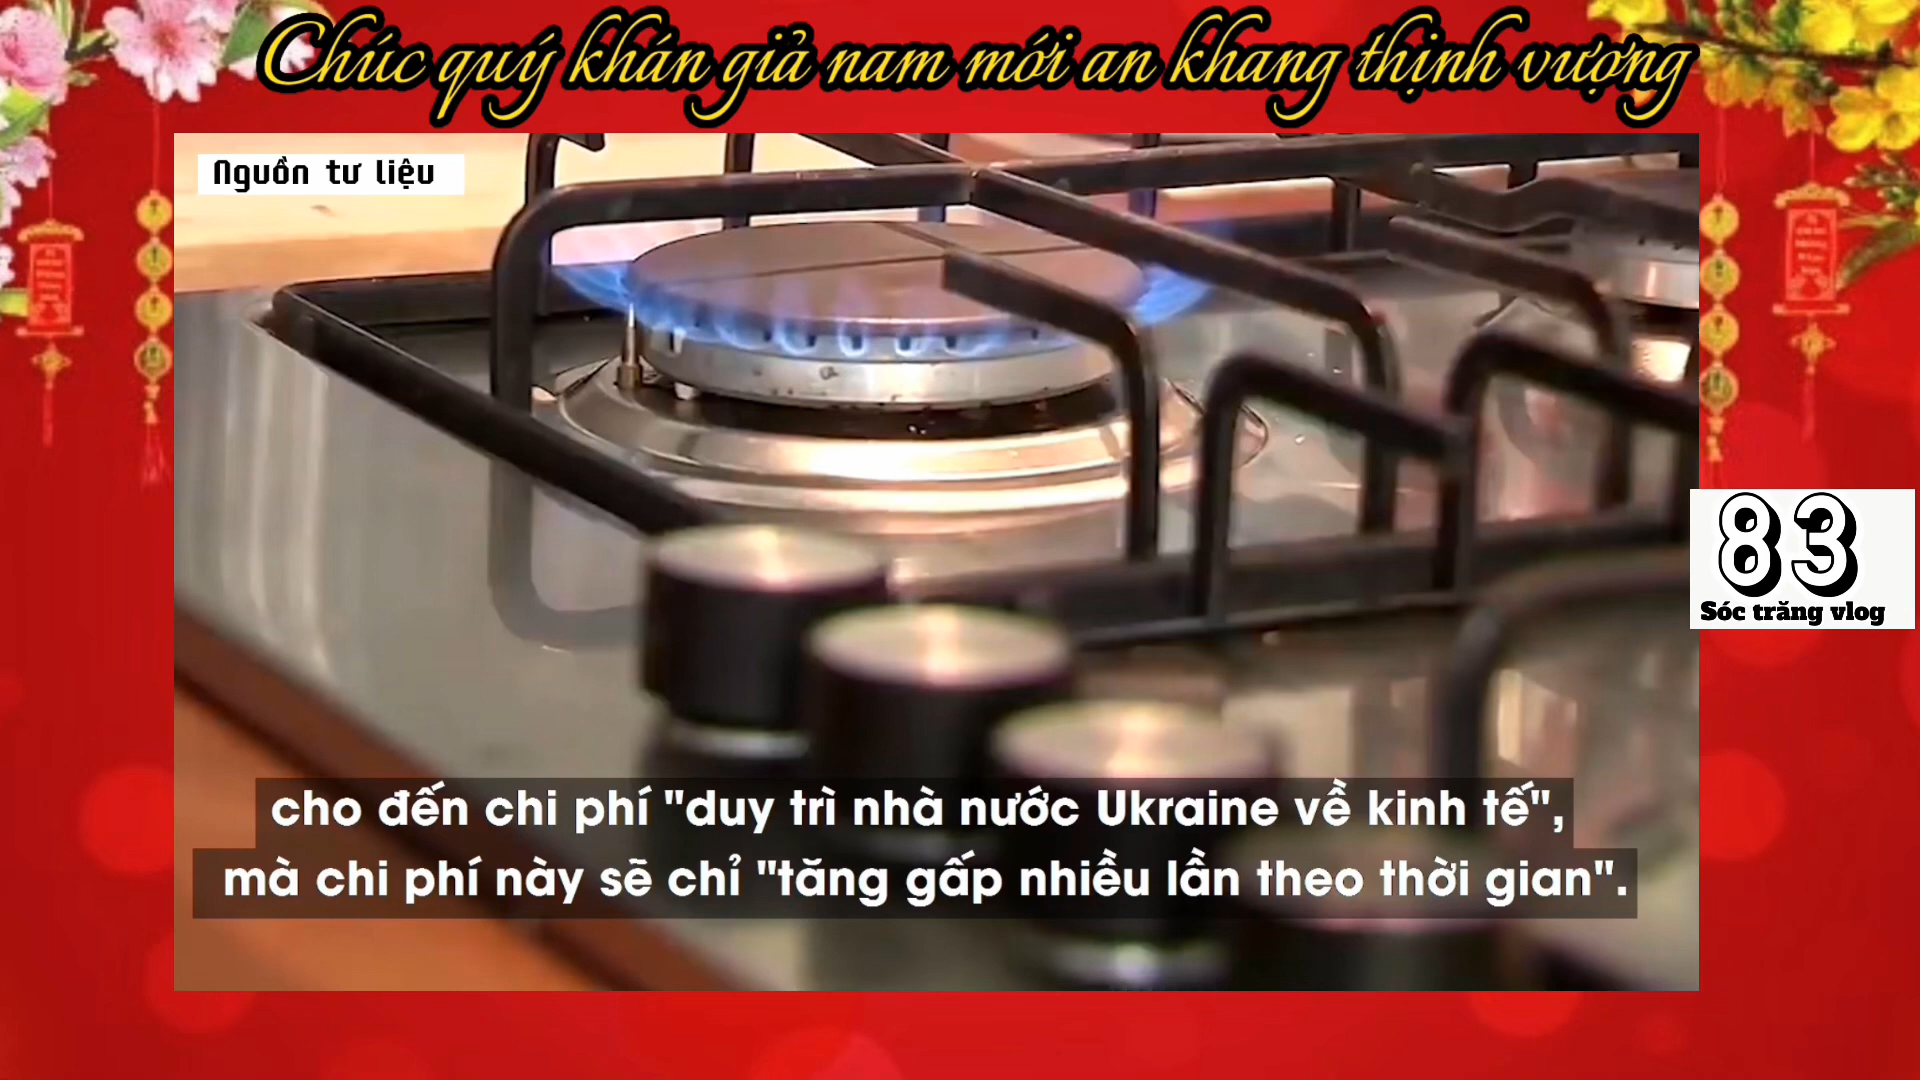 Chúc quý khán giả nam mới an khang thịnh vượng
Nguồn tư liệu
83
Sóc trăng vlog
cho đến chi phí "duy trì nhà nước Ukraine về kinh tế",
mà chi phí này sẽ chỉ "tăng gấp nhiều lần theo thời gian".